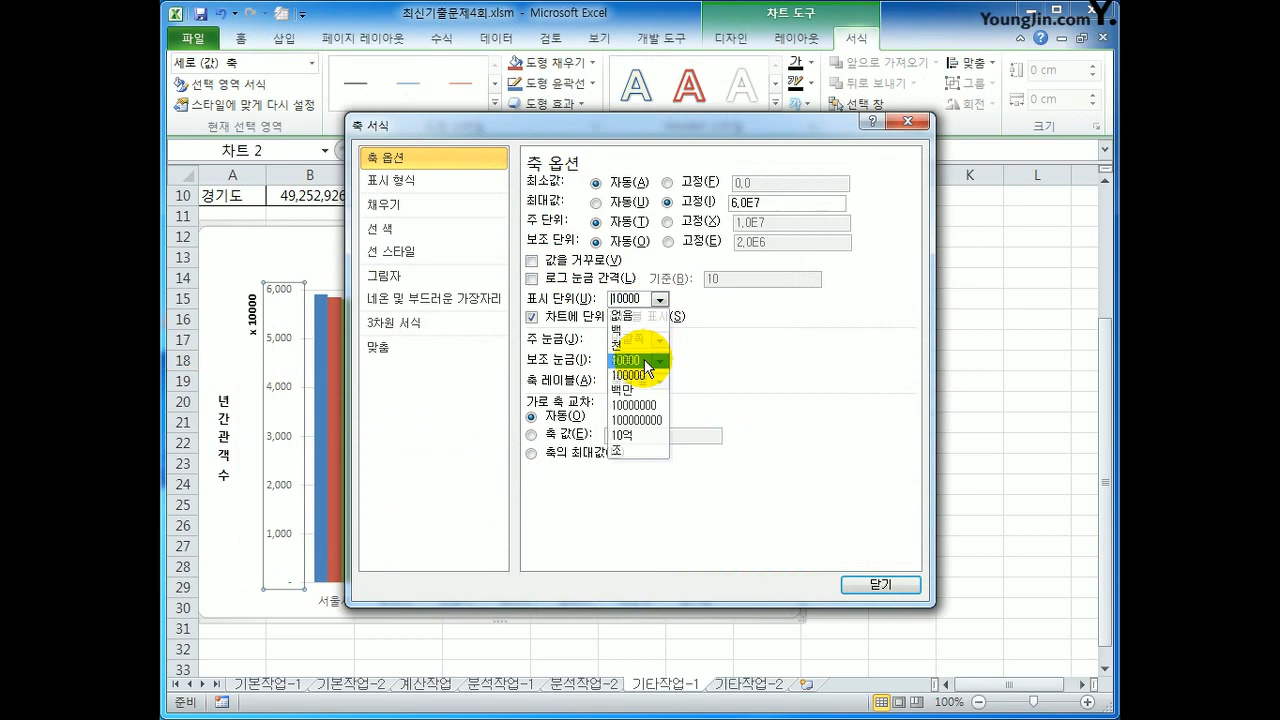 최신기출문제4회.xlsm - Microsoft Excel
차트 도구
YoungJin.com Y.
파일
홈
삽입
페이지 레이아웃
수식
데이터
검토
보기
개발 도구
디자인
레이아웃
서식
세로 (값) 축
선택 영역 서식
스타일에 맞게 다시 설정
현재 선택 영역
도형 채우기
도형 윤곽선
도형 효과
가
앞으로 가져오기
뒤로 보내기
선택 창
맞춤
그룹
회전
0 cm
0 cm
크기
차트 2
A
B
K
L
10
경기도
49,252,926
11
12
13
14
15
16
17
18
19
20
21
22
23
24
25
26
27
28
29
30
31
32
33
x 10000
6,000
4,000
3,000
2,000
1,000
-
년간관객수
축 서식
축 옵션
표시 형식
채우기
선 색
선 스타일
그림자
네온 및 부드러운 가장자리
3차원 서식
맞춤
축 옵션
최소값: 자동(A) 고정(F) 0.0
최대값: 자동(U) 고정(I) 6.0E7
주 단위: 자동(T) 고정(X) 1.0E7
보조 단위: 자동(O) 고정(E) 2.0E6
값을 거꾸로(V)
로그 눈금 간격(L) 기준(B): 10
표시 단위(U): 10000
차트에 단위
표시(S)
없음
백
천
10000
100000
백만
10000000
100000000
10억
조
주 눈금(J):
보조 눈금(I):
축 레이블(A):
가로 축 교차:
자동(O)
축 값(E):
축의 최대값
닫기
기본작업-1
기본작업-2
계산작업
분석작업-1
분석작업-2
기타작업-1
기타작업-2
준비
100%